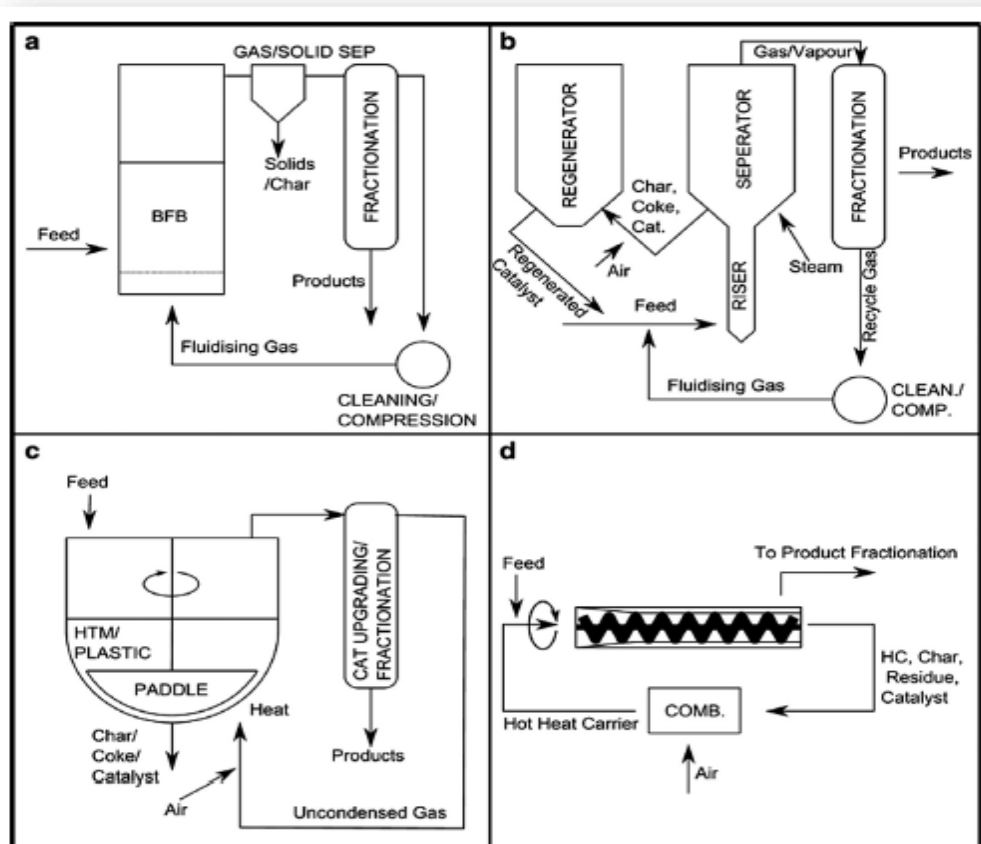 a
GAS/SOLID SEP
Solids
/Char
FRACTIONATION
BFB
Feed
Products
Fluidising Gas
CLEANING/
COMPRESSION
b
Gas/Vapour
REGENERATOR
SEPERATOR
FRACTIONATION
Products
Char,
Coke,
Cat.
Air
Steam
Regenerated
Catalyst
Feed
RISER
Recycle Gas
Fluidising Gas
CLEAN./
COMP.
c
Feed
HTM/
PLASTIC
PADDLE
CAT UPGRADING/
FRACTIONATION
Heat
Char/
Coke/
Catalyst
Products
Air
Uncondensed Gas
d
To Product Fractionation
Feed
HC, Char,
Residue,
Catalyst
Hot Heat Carrier
COMB.
Air